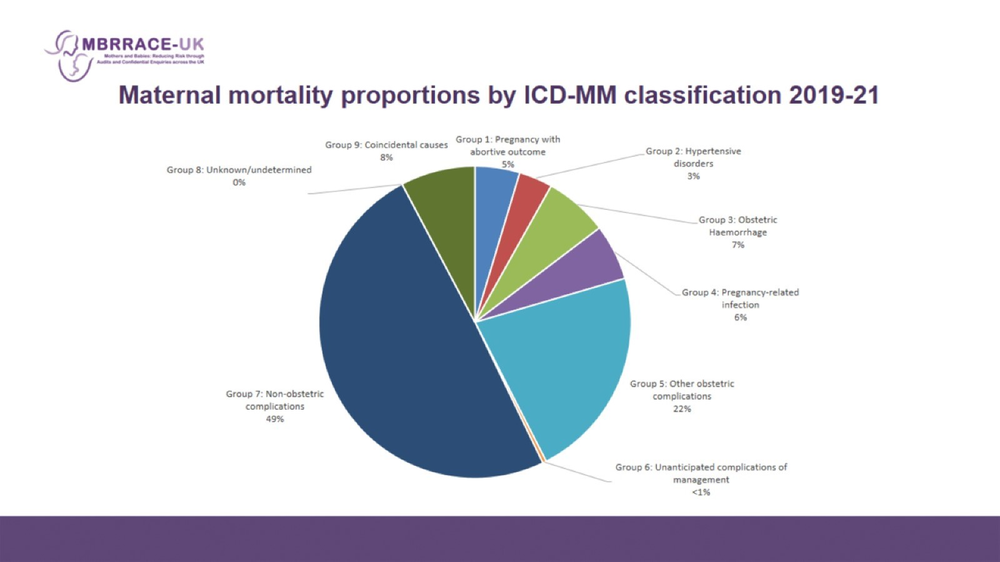 MBRRACE-UK
Mothers and Babies: Reducing Risk through
Audits and Confidential Enquiries across the UK
Maternal mortality proportions by ICD-MM classification 2019-21
Group 9: Coincidental causes
8%
Group 1: Pregnancy with
abortive outcome
5%
Group 2: Hypertensive
disorders
3%
Group 8: Unknown/undetermined
0%
Group 3: Obstetric
Haemorrhage
7%
Group 4: Pregnancy-related
infection
6%
Group 5: Other obstetric
complications
22%
Group 7: Non-obstetric
complications
49%
Group 6: Unanticipated complications of
management
<1%